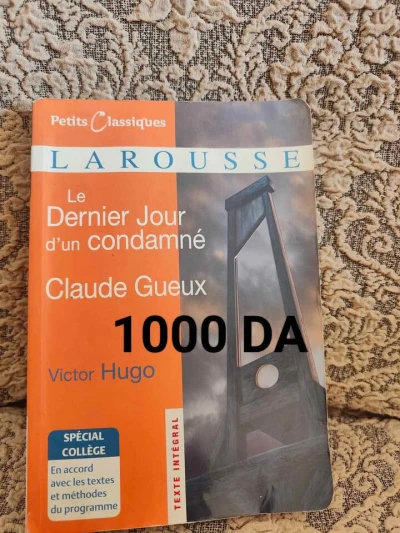 Petits Classiques
LAROUSSE
Le
Dernier Jour
d'un condamné
Claude Gueux
1000 DA
Victor Hugo
SPÉCIAL
COLLÈGE
En accord
avec les textes
et méthodes
du programme
TEXTE INTÉGRAL